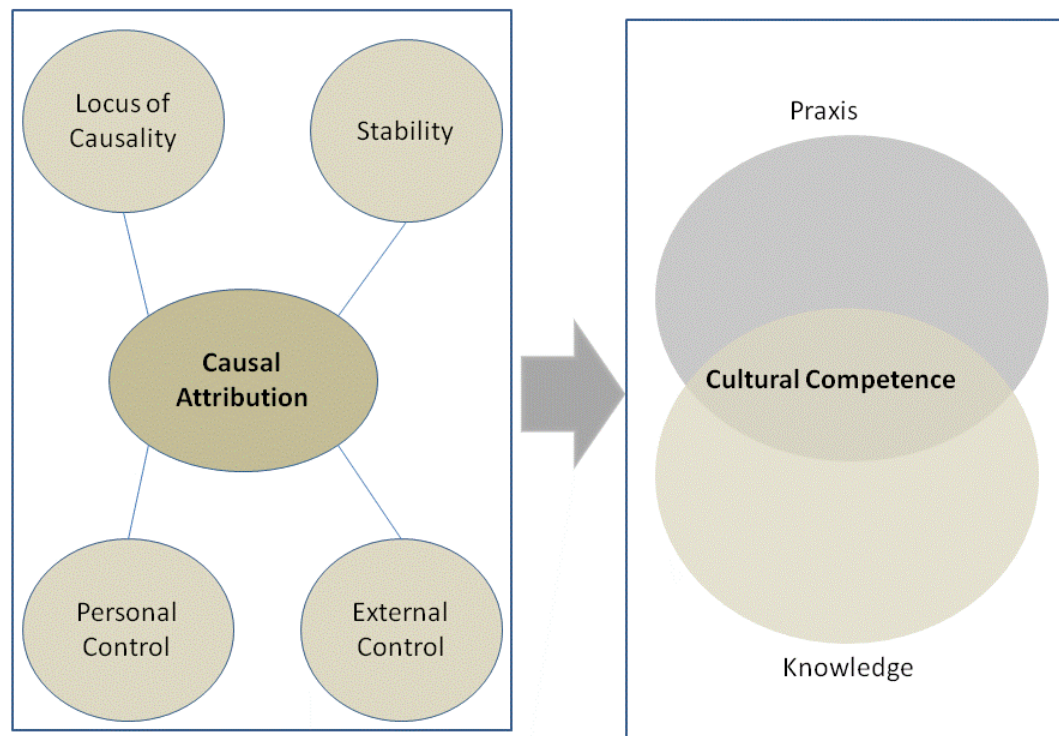 Locus of
Causality
Stability
Causal
Attribution
Personal
Control
External
Control
Praxis
Cultural Competence
Knowledge